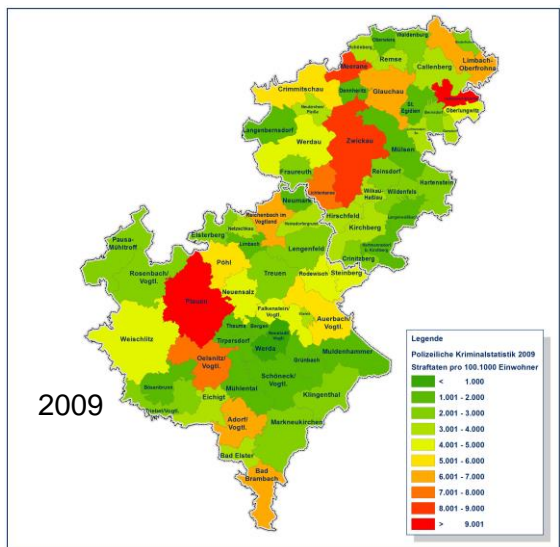 Meerane
Remse
Callenberg
Limbach-
Oberfrohna
Crimmitschau
Dennheritz
Glauchau
St.
Egidien
Oberlungwitz
Langenbernsdorf
Werdau
Zwickau
Mülsen
Fraureuth
Reinsdorf
Hartenstein
Wilkau-
Haßlau
Wildenfels
Neumark
Reichenbach im
Vogtland
Hirschfeld
Kirchberg
Crinitzberg
Elsterberg
Limbach
Lengenfeld
Pausa-
Mühltroff
Rosenbach/
Vogtl.
Pöhl
Treuen
Rodewisch
Steinberg
Neuensalz
Plauen
Falkenstein/
Vogtl.
Auerbach/
Vogtl.
Weischlitz
Theuma
Bergen
Tirpersdorf
Werda
Grünbach
Muldenhammer
Oelsnitz/
Vogtl.
Schöneck/
Vogtl.
Mühlental
Klingenthal
Eichigt
Triebel/Vogtl.
Adorf/
Vogtl.
Markneukirchen
Bad Elster
Bad
Brambach
2009
Legende
Polizeiliche Kriminalstatistik 2009
Straftaten pro 100.1000 Einwohner
< 1.000
1.001 - 2.000
2.001 - 3.000
3.001 - 4.000
4.001 - 5.000
5.001 - 6.000
6.001 - 7.000
7.001 - 8.000
8.001 - 9.000
> 9.001